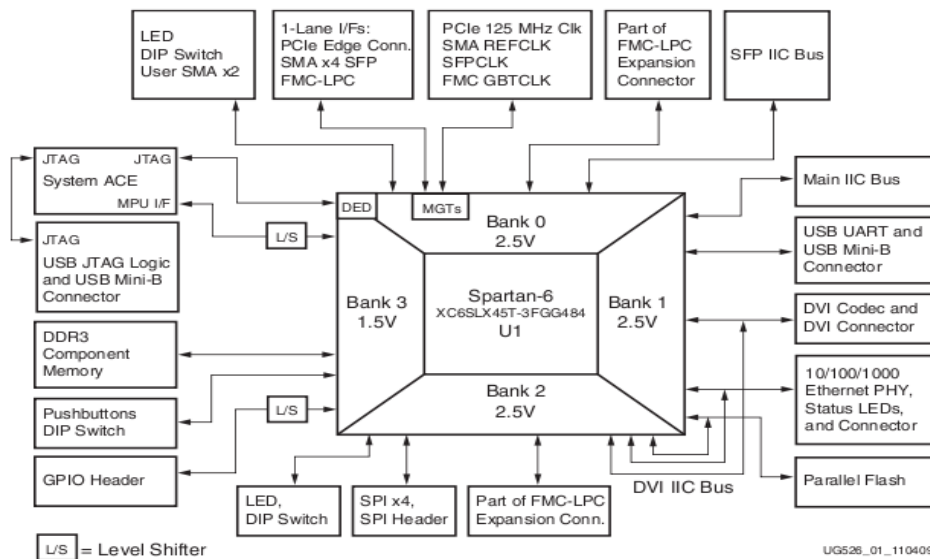 LED
DIP Switch
User SMA x2
1-Lane I/Fs:
PCIe Edge Conn.
SMA x4 SFP
FMC-LPC
PCIe 125 MHz Clk
SMA REFCLK
SFPCLK
FMC GBTCLK
Part of
FMC-LPC
Expansion
Connector
SFP IIC Bus
JTAG JTAG
System ACE
MPU I/F
L/S
JTAG
USB JTAG Logic
and USB Mini-B
Connector
DDR3
Component
Memory
Pushbuttons
DIP Switch
L/S
GPIO Header
DED
MGTs
Bank 0
2.5V
Bank 3
1.5V
Spartan-6
XC6SLX45T-3FGG484
U1
Bank 1
2.5V
Bank 2
2.5V
Main IIC Bus
USB UART and
USB Mini-B
Connector
DVI Codec and
DVI Connector
10/100/1000
Ethernet PHY,
Status LEDs,
and Connector
Parallel Flash
DVI IIC Bus
LED,
DIP Switch
SPI x4,
SPI Header
Part of FMC-LPC
Expansion Conn.
L/S = Level Shifter
UG526_01_110409